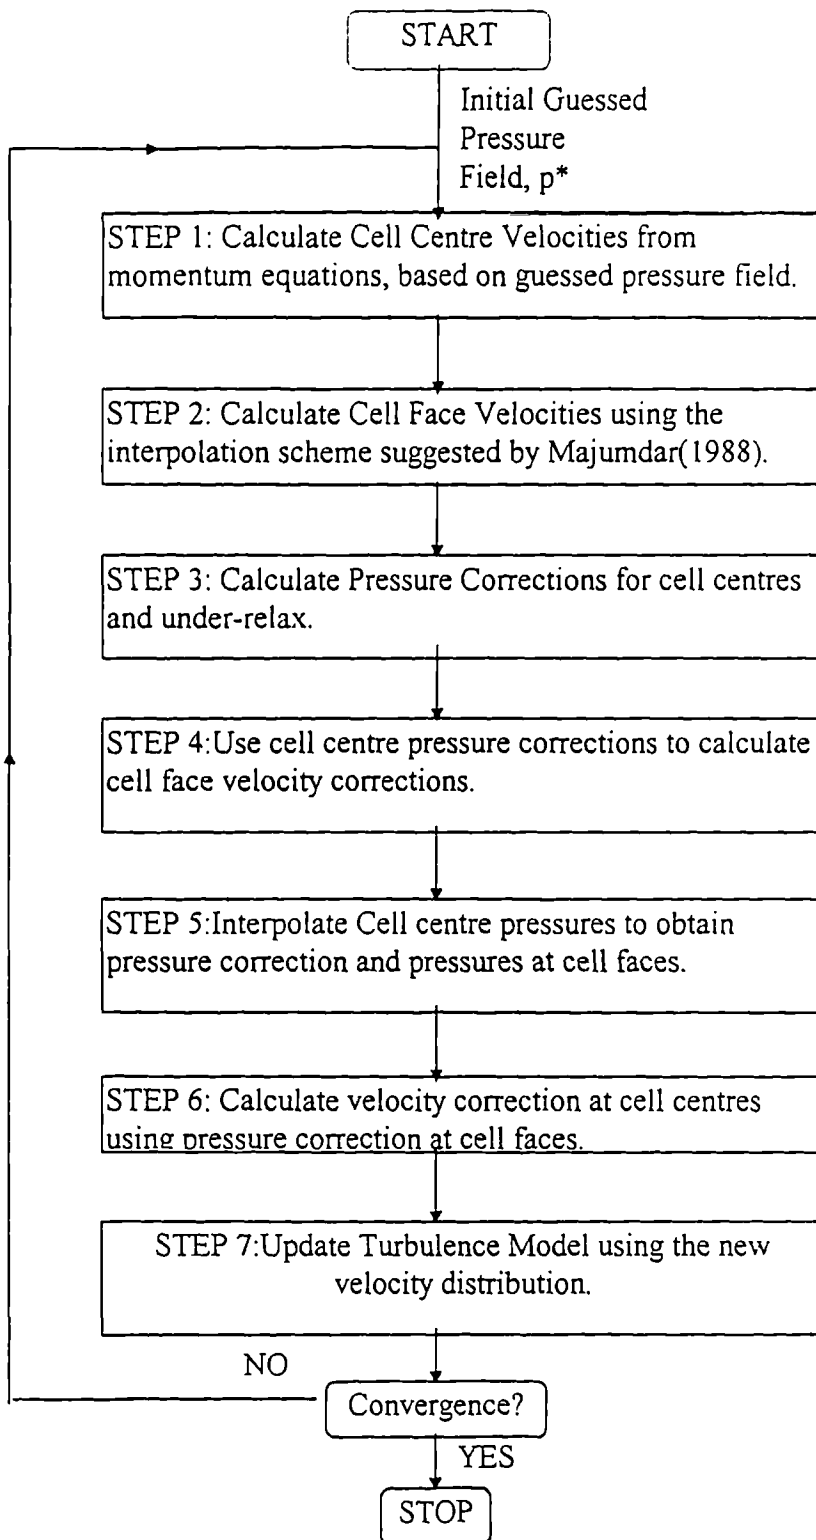 START
Initial Guessed
Pressure
Field, p*
STEP 1: Calculate Cell Centre Velocities from
momentum equations, based on guessed pressure field.
STEP 2: Calculate Cell Face Velocities using the
interpolation scheme suggested by Majumdar(1988).
STEP 3: Calculate Pressure Corrections for cell centres
and under-relax.
STEP 4:Use cell centre pressure corrections to calculate
cell face velocity corrections.
STEP 5:Interpolate Cell centre pressures to obtain
pressure correction and pressures at cell faces.
STEP 6: Calculate velocity correction at cell centres
using pressure correction at cell faces.
STEP 7:Update Turbulence Model using the new
velocity distribution.
NO
Convergence?
YES
STOP